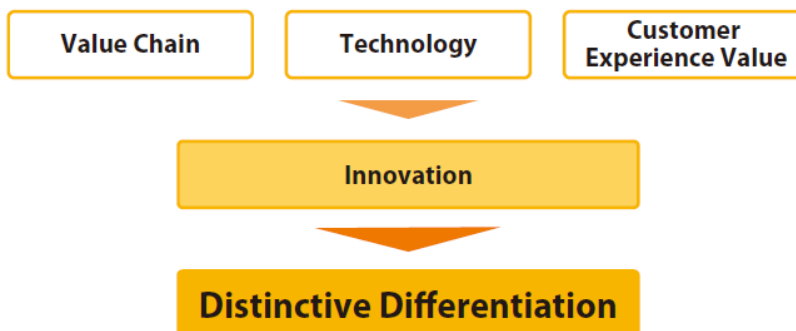 Value Chain
Technology
Customer
Experience Value
Innovation
Distinctive Differentiation